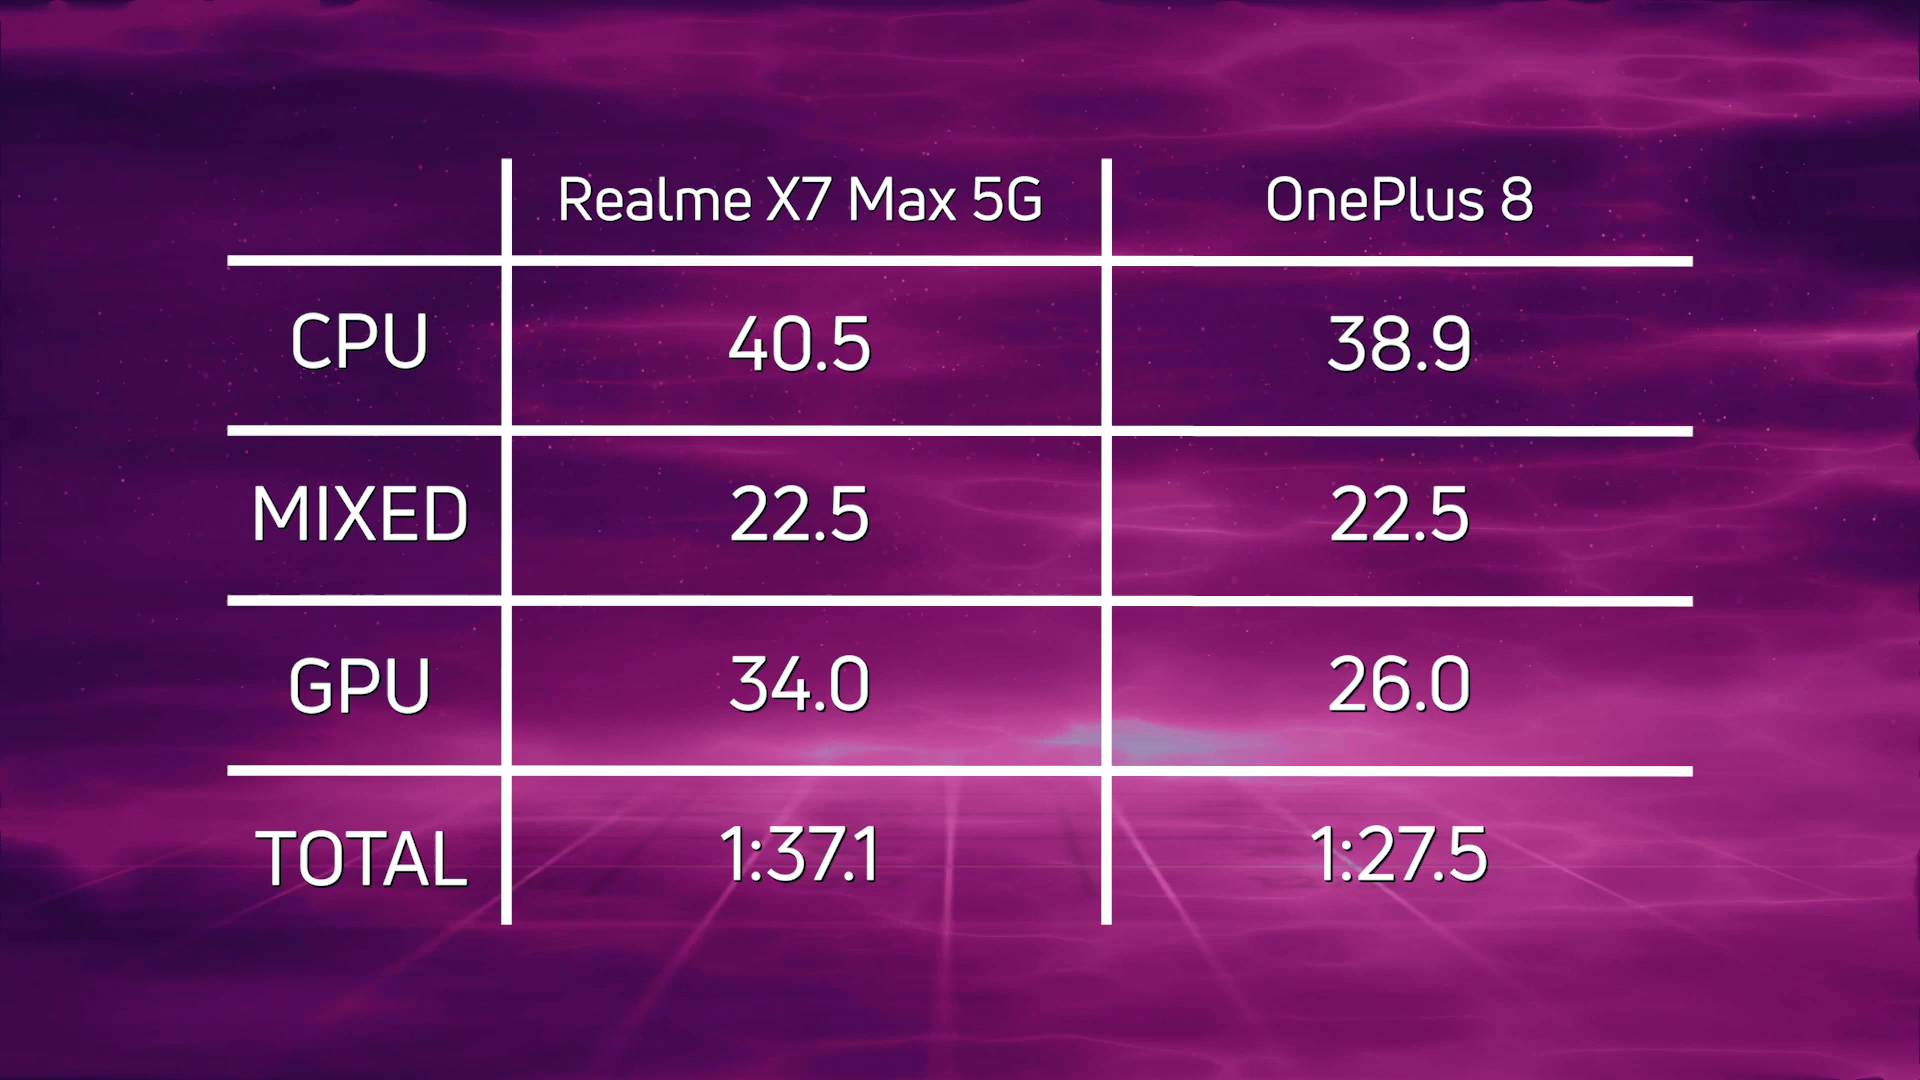 Realme X7 Max 5G OnePlus 8
CPU 40.5 38.9
MIXED 22.5 22.5
GPU 34.0 26.0
TOTAL 1:37.1 1:27.5